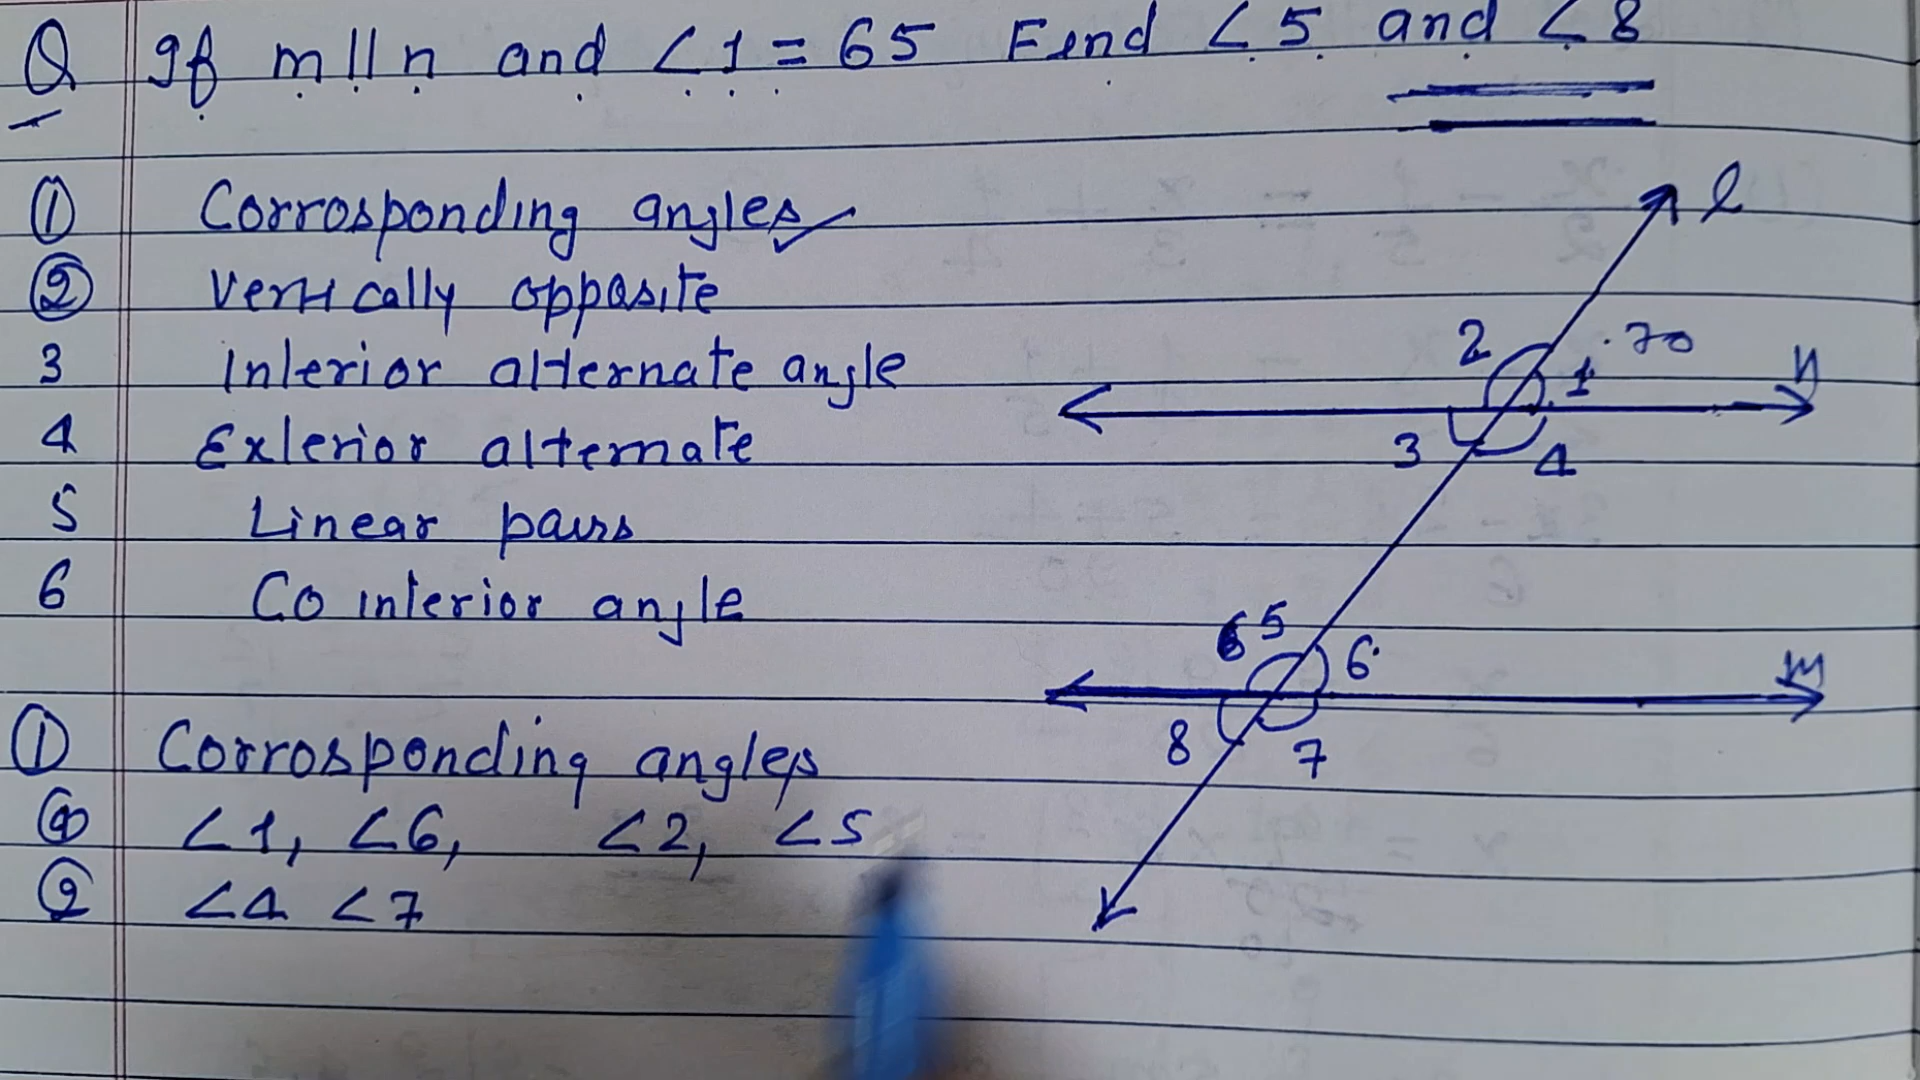 Q If m || n and ∠1 = 65 Find ∠5 and ∠8
① Corrosponding angles ✓
② Vertically opposite
3 Interior alternate angle
4 Exterior alternate
5 Linear pairs
6 Co interior angle
l
2 70
1 n
3 4
5 6
m
8 7
① Corrosponding angles
∠1, ∠6, ∠2, ∠5
② ∠4 ∠7